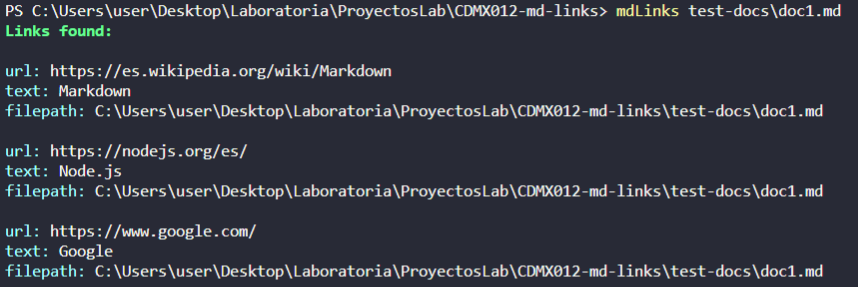 PS C:\Users\user\Desktop\Laboratoria\ProyectosLab\CDMX012-md-links> mdLinks test-docs\doc1.md
Links found:
url: https://es.wikipedia.org/wiki/Markdown
text: Markdown
filepath: C:\Users\user\Desktop\Laboratoria\ProyectosLab\CDMX012-md-links\test-docs\doc1.md
url: https://nodejs.org/es/
text: Node.js
filepath: C:\Users\user\Desktop\Laboratoria\ProyectosLab\CDMX012-md-links\test-docs\doc1.md
url: https://www.google.com/
text: Google
filepath: C:\Users\user\Desktop\Laboratoria\ProyectosLab\CDMX012-md-links\test-docs\doc1.md